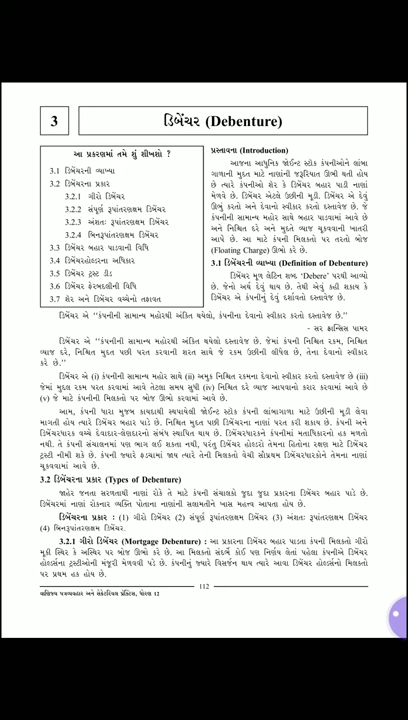 3
ડિબેંચર (Debenture)
આ પ્રકરણમાં તમે શું શીખશો ?
3.1 ડિબેંચરની વ્યાખ્યા
3.2 ડિબેંચરના પ્રકાર
3.2.1 ગીરો ડિબેંચર
3.2.2 સંપૂર્ણ રૂપાંતરણક્ષમ ડિબેંચર
3.2.3 અંશતઃ રૂપાંતરણક્ષમ ડિબેંચર
3.2.4 બિનરૂપાંતરણક્ષમ ડિબેંચર
3.3 ડિબેંચર બહાર પાડવાની વિધિ
3.4 ડિબેંચરહોલ્ડરના અધિકાર
3.5 ડિબેંચર ટ્રસ્ટ ડીડ
3.6 ડિબેંચર ફેરબદલીની વિધિ
3.7 શેર અને ડિબેંચર વચ્ચેનો તફાવત
પ્રસ્તાવના (Introduction)
આજના આધુનિક જોઈન્ટ સ્ટોક કંપનીઓને લાંબા
ગાળાની મુદત માટે નાણાંની જરૂરિયાત ઊભી થતી હોય
છે ત્યારે કંપનીઓ શેર કે ડિબેંચર બહાર પાડી નાણાં
મેળવે છે. ડિબેંચર એટલે ઉછીની મૂડી. ડિબેંચર એ દેવું
ઊભું કરતો અને દેવાનો સ્વીકાર કરતો દસ્તાવેજ છે. જે
કંપનીની સામાન્ય મહોર સાથે બહાર પાડવામાં આવે છે
અને નિશ્ચિત દરે અને મુદતે વ્યાજ ચૂકવવાની ખાતરી
આપે છે. આ માટે કંપની મિલકતો પર તરતો બોજ
(Floating Charge) ઊભો કરે છે.
3.1 ડિબેંચરની વ્યાખ્યા (Definition of Debenture)
ડિબેંચર મૂળ લેટિન શબ્દ 'Debere' પરથી આવ્યો
છે. જેનો અર્થ દેવું થાય છે. તેથી એવું કહી શકાય કે
ડિબેંચર એ કંપનીનું દેવું દર્શાવતો દસ્તાવેજ છે.
ડિબેંચર એ “કંપનીની સામાન્ય મહોરથી અંકિત થયેલો, કંપનીના દેવાનો સ્વીકાર કરતો દસ્તાવેજ છે.”
- સર ફ્રાન્સિસ પામર
ડિબેંચર એ “કંપનીની સામાન્ય મહોરથી અંકિત થયેલો દસ્તાવેજ છે. જેમાં કંપની નિશ્ચિત રકમ, નિશ્ચિત
વ્યાજ દરે, નિશ્ચિત મુદત પછી પરત કરવાની શરત સાથે જે રકમ ઉછીની લીધેલ છે, તેના દેવાનો સ્વીકાર
કરે છે.”
ડિબેંચર એ (i) કંપનીની સામાન્ય મહોર સાથે (ii) અમુક નિશ્ચિત રકમના દેવાનો સ્વીકાર કરતો દસ્તાવેજ છે (iii)
જેમાં મુદલ રકમ પરત કરવામાં આવે તેટલા સમય સુધી (iv) નિશ્ચિત દરે વ્યાજ આપવાનો કરાર કરવામાં આવે છે
(v) જે માટે કંપનીની મિલકતો પર બોજ ઊભો કરવામાં આવે છે.
આમ, કંપની ધારા મુજબ કાયદાથી સ્થપાયેલી જોઈન્ટ સ્ટોક કંપની લાંબાગાળા માટે ઉછીની મૂડી લેવા
માગતી હોય ત્યારે ડિબેંચર બહાર પાડે છે. નિશ્ચિત મુદત પછી ડિબેંચરના નાણાં પરત કરી શકાય છે. કંપની અને
ડિબેંચરધારક વચ્ચે દેવાદાર-લેણદારનો સંબંધ સ્થાપિત થાય છે. ડિબેંચરધારકને કંપનીમાં મતાધિકારનો હક મળતો
નથી. તે કંપની સંચાલનમાં પણ ભાગ લઈ શકતા નથી, પરંતુ ડિબેંચર હોલ્ડરો તેમના હિતોના રક્ષણ માટે ડિબેંચર
ટ્રસ્ટી નીમી શકે છે. કંપની જ્યારે ફડચામાં જાય ત્યારે તેની મિલકતો વેચી સૌપ્રથમ ડિબેંચરધારકોને તેમના નાણાં
ચૂકવવામાં આવે છે.
3.2 ડિબેંચરના પ્રકાર (Types of Debenture)
જાહેર જનતા સરળતાથી નાણાં રોકે તે માટે કંપની સંચાલકો જુદા જુદા પ્રકારના ડિબેંચર બહાર પાડે છે.
ડિબેંચરમાં નાણાં રોકનાર વ્યક્તિ પોતાના નાણાંની સલામતીને ખાસ મહત્ત્વ આપતા હોય છે.
ડિબેંચરના પ્રકાર : (1) ગીરો ડિબેંચર (2) સંપૂર્ણ રૂપાંતરણક્ષમ ડિબેંચર (3) અંશતઃ રૂપાંતરણક્ષમ ડિબેંચર
(4) બિનરૂપાંતરણક્ષમ ડિબેંચર.
3.2.1 ગીરો ડિબેંચર (Mortgage Debenture) : આ પ્રકારના ડિબેંચર બહાર પાડતા કંપની મિલકતો ગીરો
મૂકી સ્થિર કે અસ્થિર પર બોજ ઊભો કરે છે. આ મિલકતો સંદર્ભે કોઈ પણ નિર્ણય લેતાં પહેલા કંપનીએ ડિબેંચર
હોલ્ડર્સના ટ્રસ્ટીઓની મંજૂરી મેળવવી પડે છે. કંપનીનું જ્યારે વિસર્જન થાય ત્યારે આવા ડિબેંચર હોલ્ડર્સનો મિલકતો
પર પ્રથમ હક હોય છે.
112
વાણિજ્ય પત્રવ્યવહાર અને સેક્રેટરિયલ પ્રેક્ટિસ, ધોરણ 12